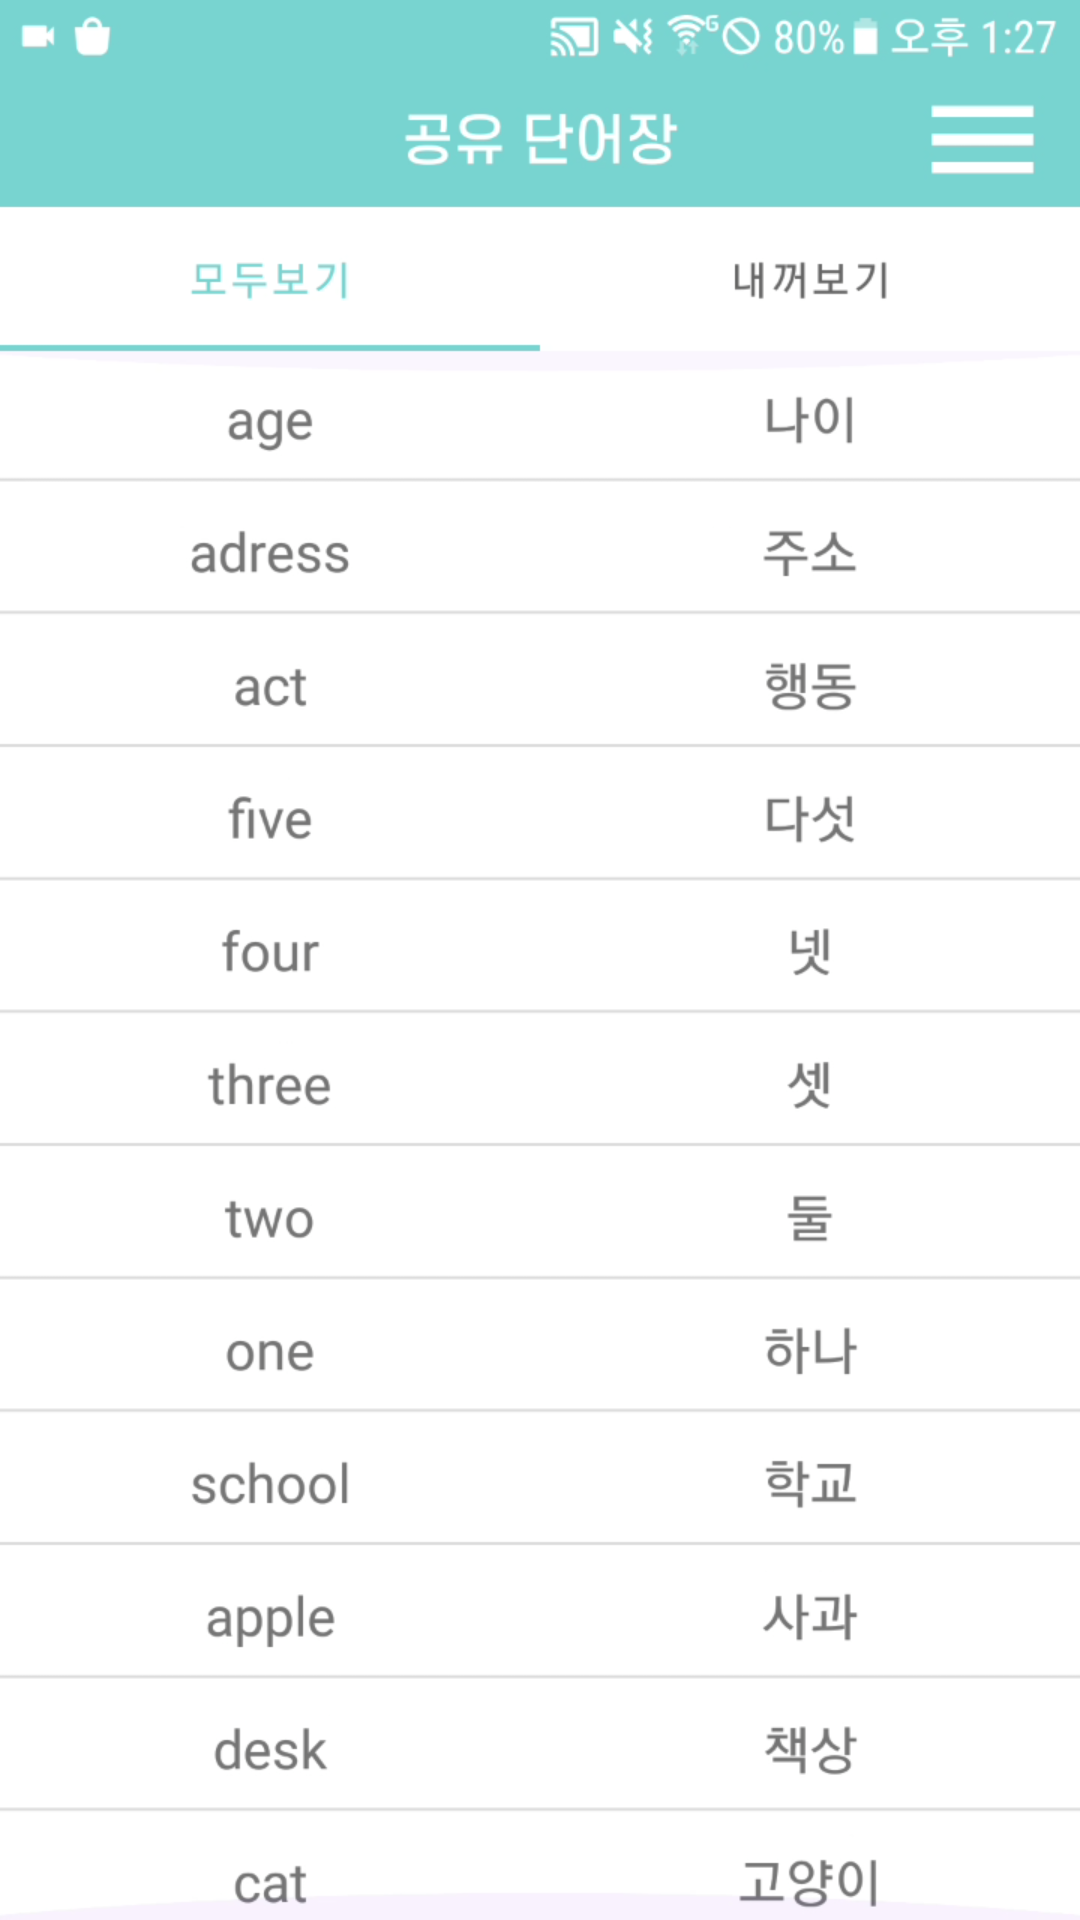 80% 오후 1:27
공유 단어장
모두보기 내꺼보기
age 나이
adress 주소
act 행동
five 다섯
four 넷
three 셋
two 둘
one 하나
school 학교
apple 사과
desk 책상
cat 고양이